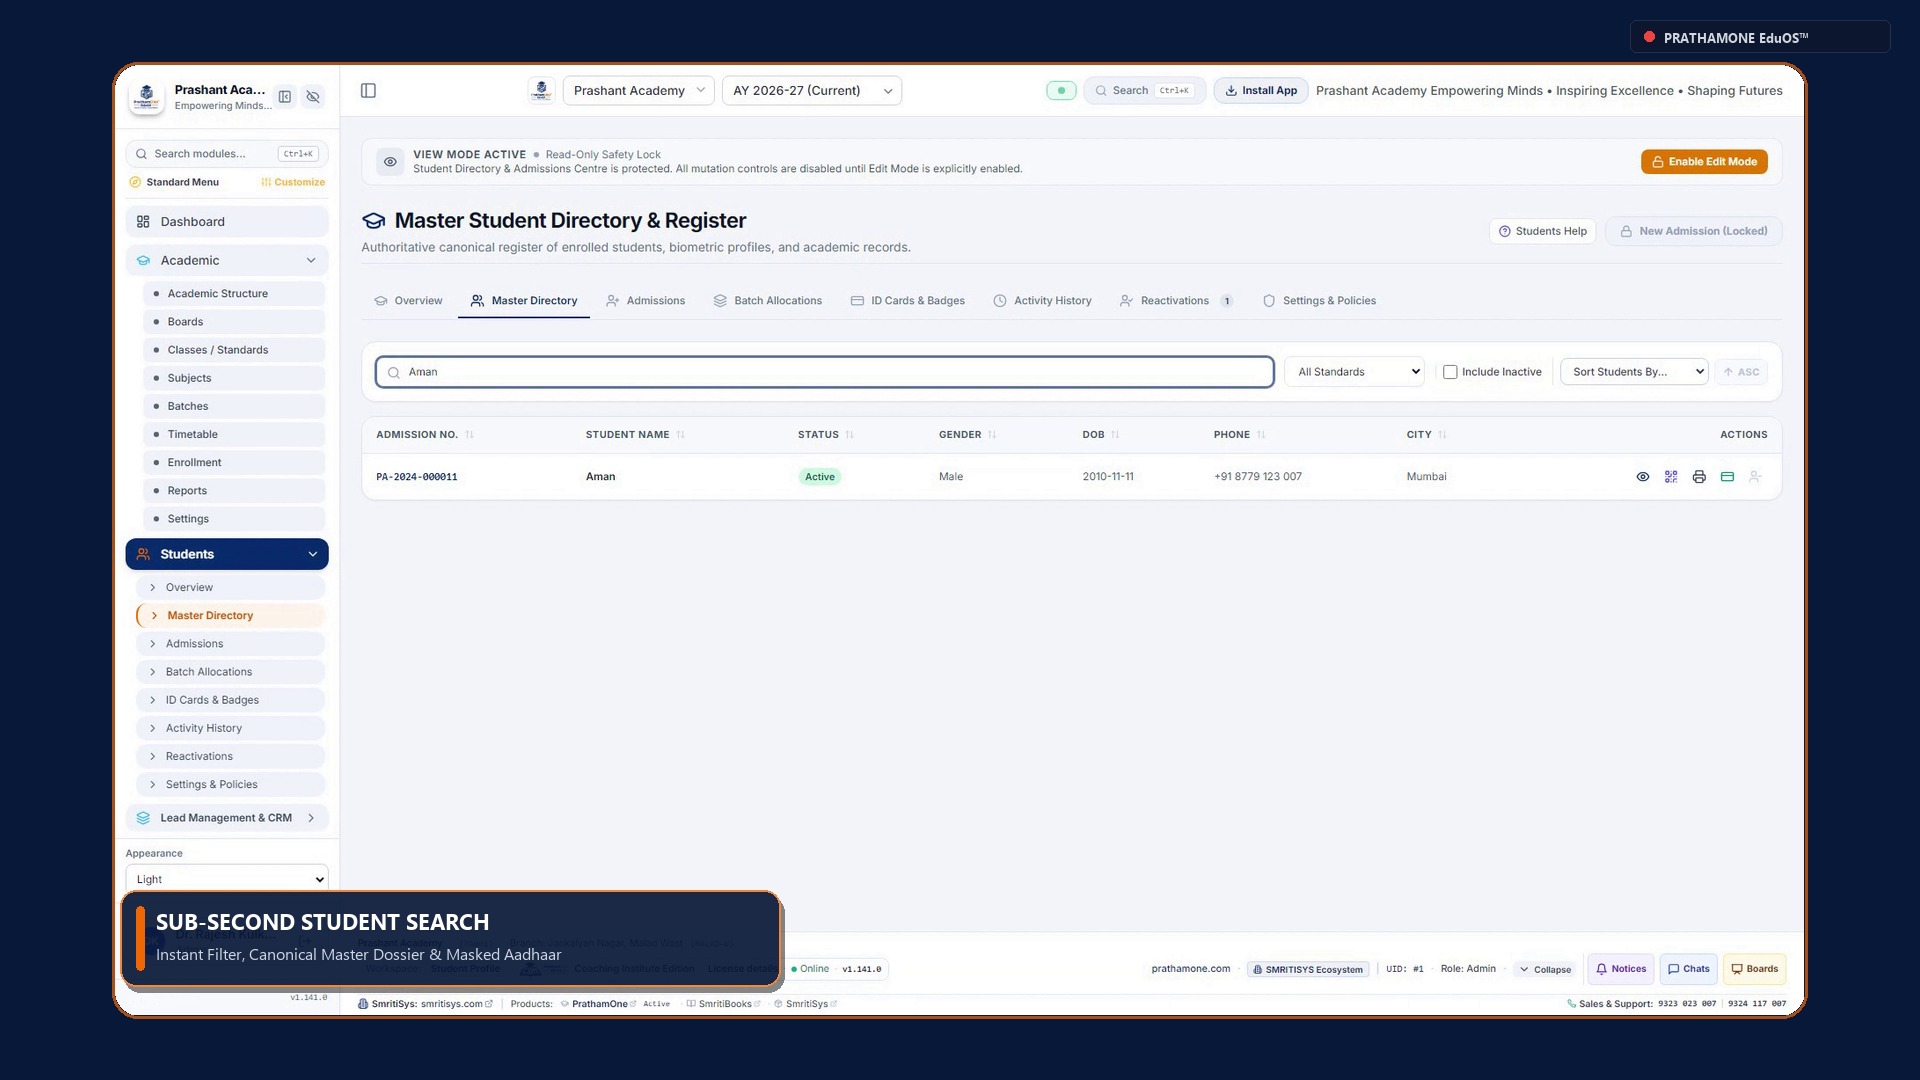 PRATHAMONE EduOS™
Prashant Aca...
Empowering Minds...
Prashant Academy
AY 2026-27 (Current)
Search Ctrl+K
Install App
Prashant Academy Empowering Minds • Inspiring Excellence • Shaping Futures
Search modules... Ctrl+K
Standard Menu
Customize
Dashboard
Academic
Academic Structure
Boards
Classes / Standards
Subjects
Batches
Timetable
Enrollment
Reports
Settings
Students
Overview
Master Directory
Admissions
Batch Allocations
ID Cards & Badges
Activity History
Reactivations
Settings & Policies
Lead Management & CRM
Appearance
Light
v1.141.0
VIEW MODE ACTIVE • Read-Only Safety Lock
Student Directory & Admissions Centre is protected. All mutation controls are disabled until Edit Mode is explicitly enabled.
Enable Edit Mode
Master Student Directory & Register
Authoritative canonical register of enrolled students, biometric profiles, and academic records.
Students Help
New Admission (Locked)
Overview Master Directory Admissions Batch Allocations ID Cards & Badges Activity History Reactivations 1 Settings & Policies
Aman
All Standards
Include Inactive
Sort Students By...
ASC
ADMISSION NO. STUDENT NAME STATUS GENDER DOB PHONE CITY ACTIONS
PA-2024-000011 Aman Active Male 2010-11-11 +91 8779 123 007 Mumbai
SUB-SECOND STUDENT SEARCH
Instant Filter, Canonical Master Dossier & Masked Aadhaar
Online · v1.141.0
prathamone.com · SMRITISYS Ecosystem | UID: #1 · Role: Admin · Collapse
Notices
Chats
Boards
SmritiSys: smritisys.com | Products: PrathamOne Active · SmritiBooks · SmritiSys
Sales & Support: 9323 023 007 | 9324 117 007